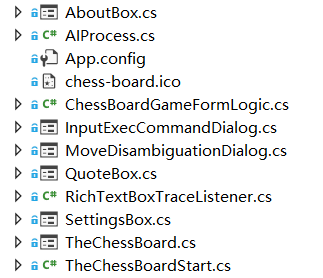 AboutBox.cs
C# AIProcess.cs
App.config
chess-board.ico
C# ChessBoardGameFormLogic.cs
InputExecCommandDialog.cs
MoveDisambiguationDialog.cs
QuoteBox.cs
C# RichTextBoxTraceListener.cs
SettingsBox.cs
TheChessBoard.cs
C# TheChessBoardStart.cs